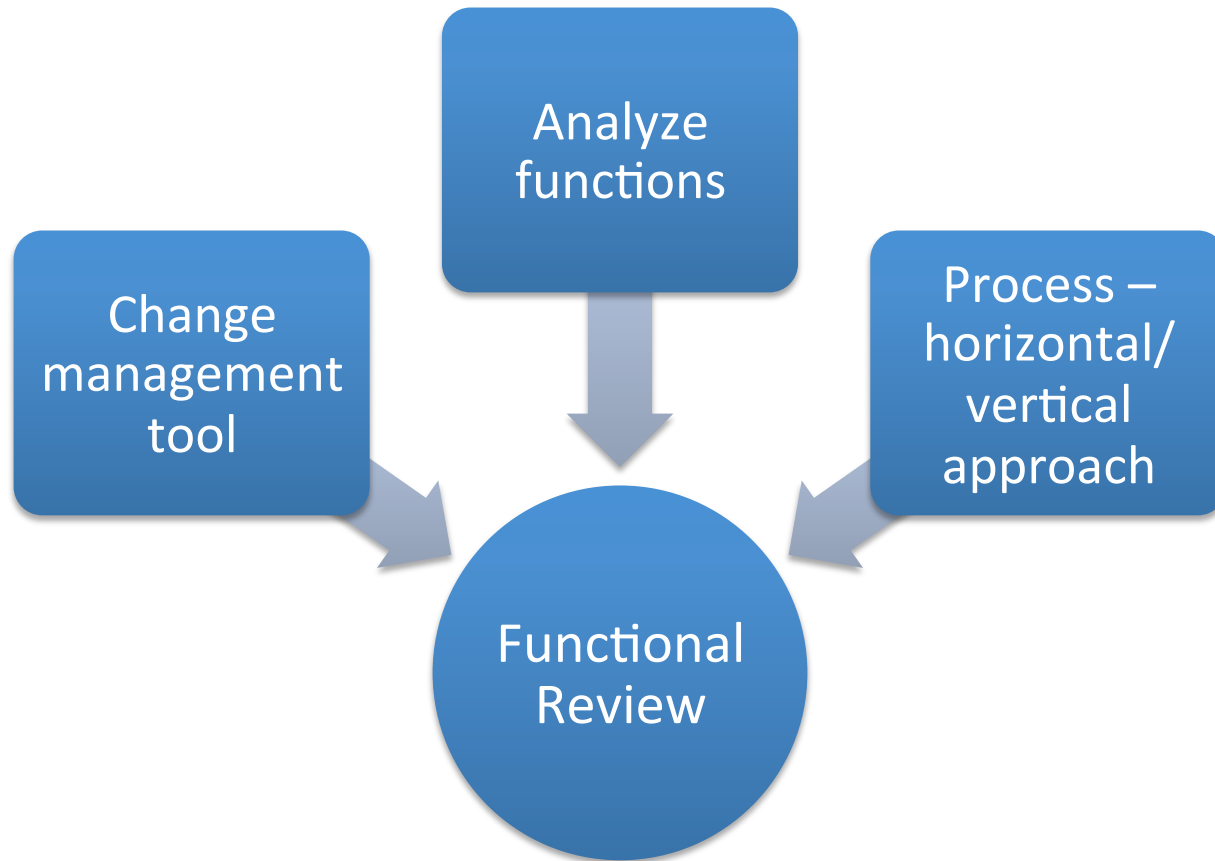 Analyze
functions
Change
management
tool
Process –
horizontal/
vertical
approach
Functional
Review